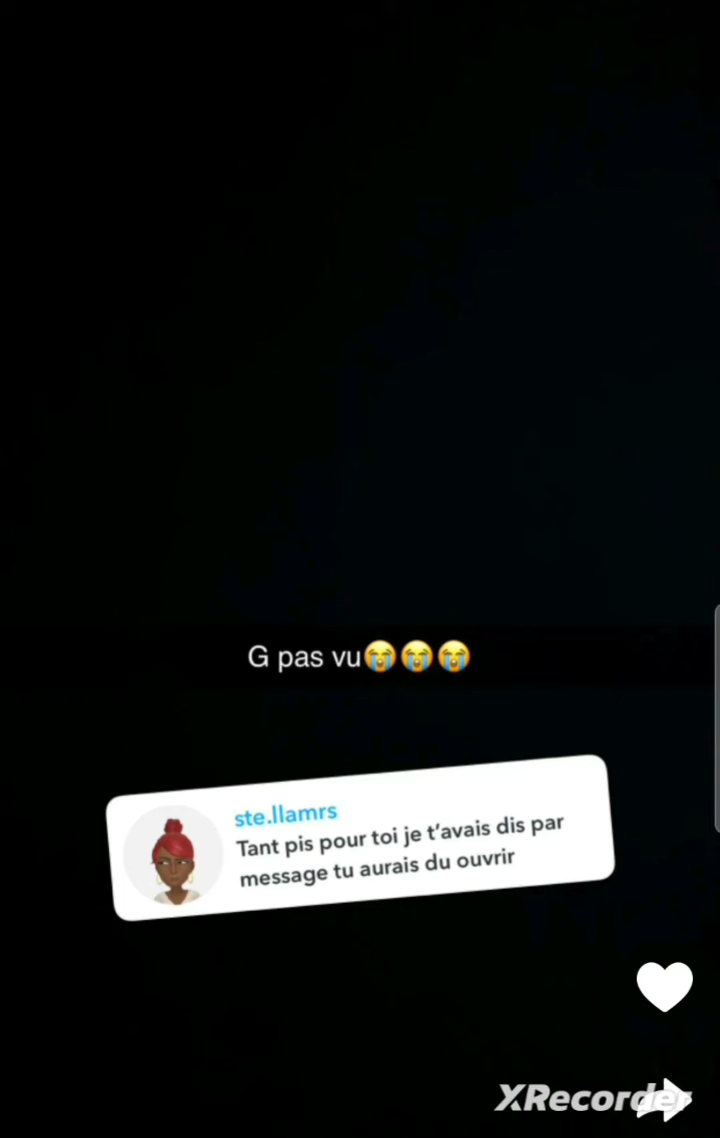 G pas vu😭😭😭
ste.llamrs
Tant pis pour toi je t’avais dis par
message tu aurais du ouvrir
XRecorder